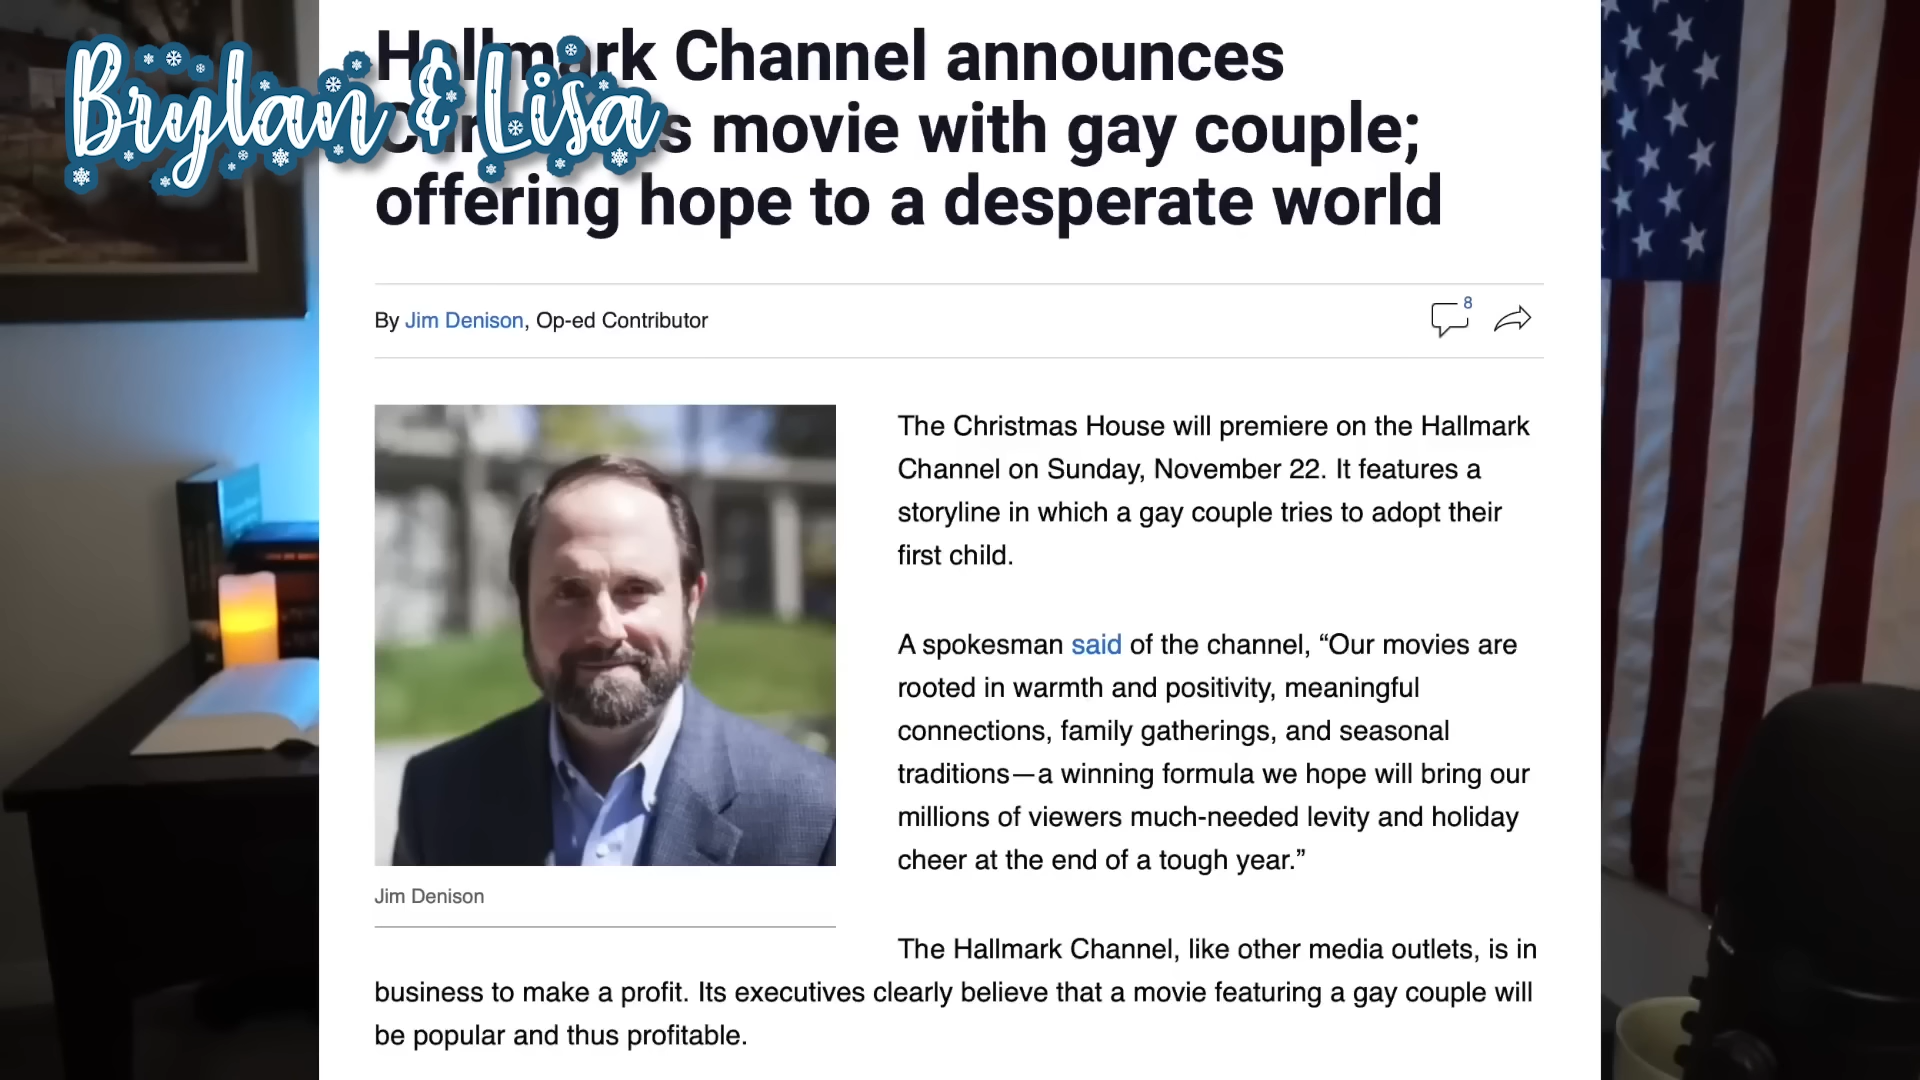 Brylan & Lisa
Hallmark Channel announces
movie with gay couple;
offering hope to a desperate world
By Jim Denison, Op-ed Contributor
8
The Christmas House will premiere on the Hallmark
Channel on Sunday, November 22. It features a
storyline in which a gay couple tries to adopt their
first child.
A spokesman said of the channel, “Our movies are
rooted in warmth and positivity, meaningful
connections, family gatherings, and seasonal
traditions—a winning formula we hope will bring our
millions of viewers much-needed levity and holiday
cheer at the end of a tough year.”
Jim Denison
The Hallmark Channel, like other media outlets, is in
business to make a profit. Its executives clearly believe that a movie featuring a gay couple will
be popular and thus profitable.